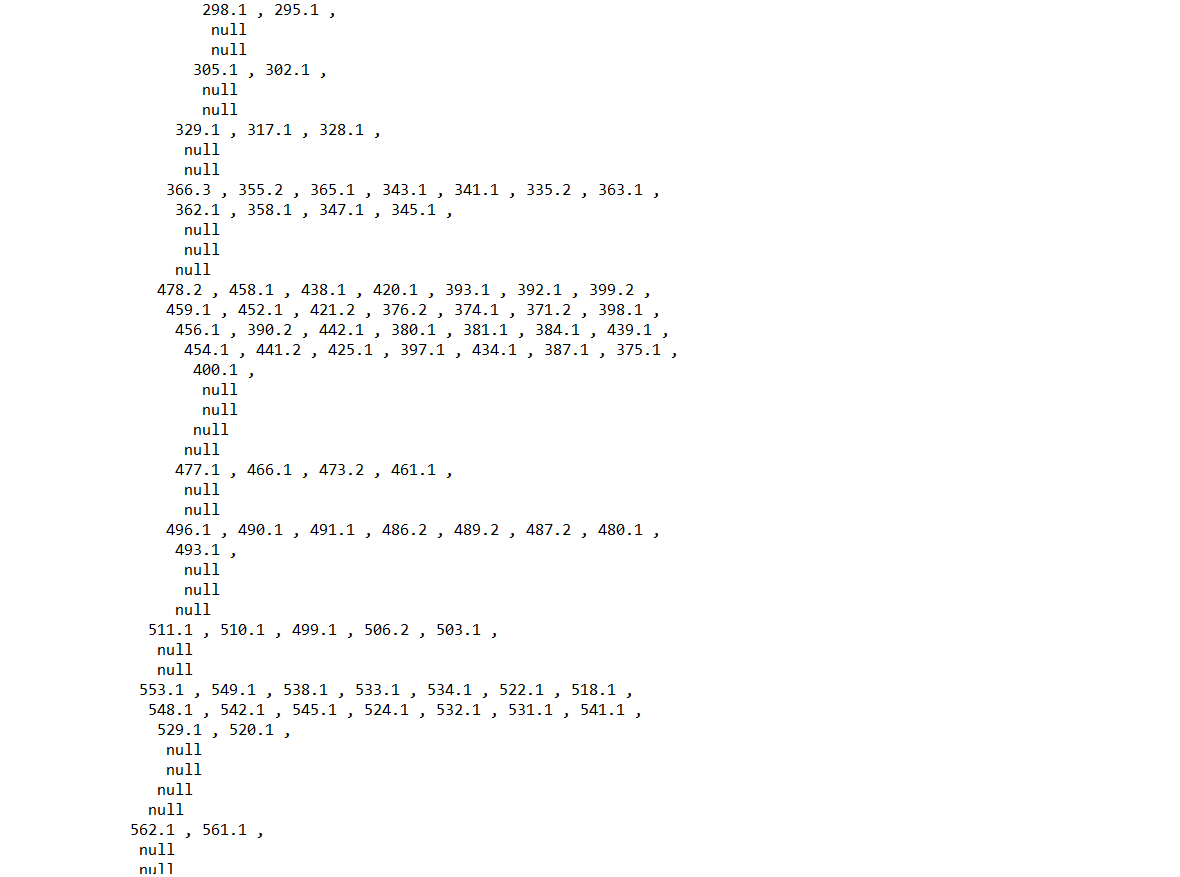 298.1 , 295.1 ,
null
null
305.1 , 302.1 ,
null
null
329.1 , 317.1 , 328.1 ,
null
null
366.3 , 355.2 , 365.1 , 343.1 , 341.1 , 335.2 , 363.1 ,
362.1 , 358.1 , 347.1 , 345.1 ,
null
null
null
478.2 , 458.1 , 438.1 , 420.1 , 393.1 , 392.1 , 399.2 ,
459.1 , 452.1 , 421.2 , 376.2 , 374.1 , 371.2 , 398.1 ,
456.1 , 390.2 , 442.1 , 380.1 , 381.1 , 384.1 , 439.1 ,
454.1 , 441.2 , 425.1 , 397.1 , 434.1 , 387.1 , 375.1 ,
400.1 ,
null
null
null
null
477.1 , 466.1 , 473.2 , 461.1 ,
null
null
496.1 , 490.1 , 491.1 , 486.2 , 489.2 , 487.2 , 480.1 ,
493.1 ,
null
null
null
511.1 , 510.1 , 499.1 , 506.2 , 503.1 ,
null
null
553.1 , 549.1 , 538.1 , 533.1 , 534.1 , 522.1 , 518.1 ,
548.1 , 542.1 , 545.1 , 524.1 , 532.1 , 531.1 , 541.1 ,
529.1 , 520.1 ,
null
null
null
null
562.1 , 561.1 ,
null
null